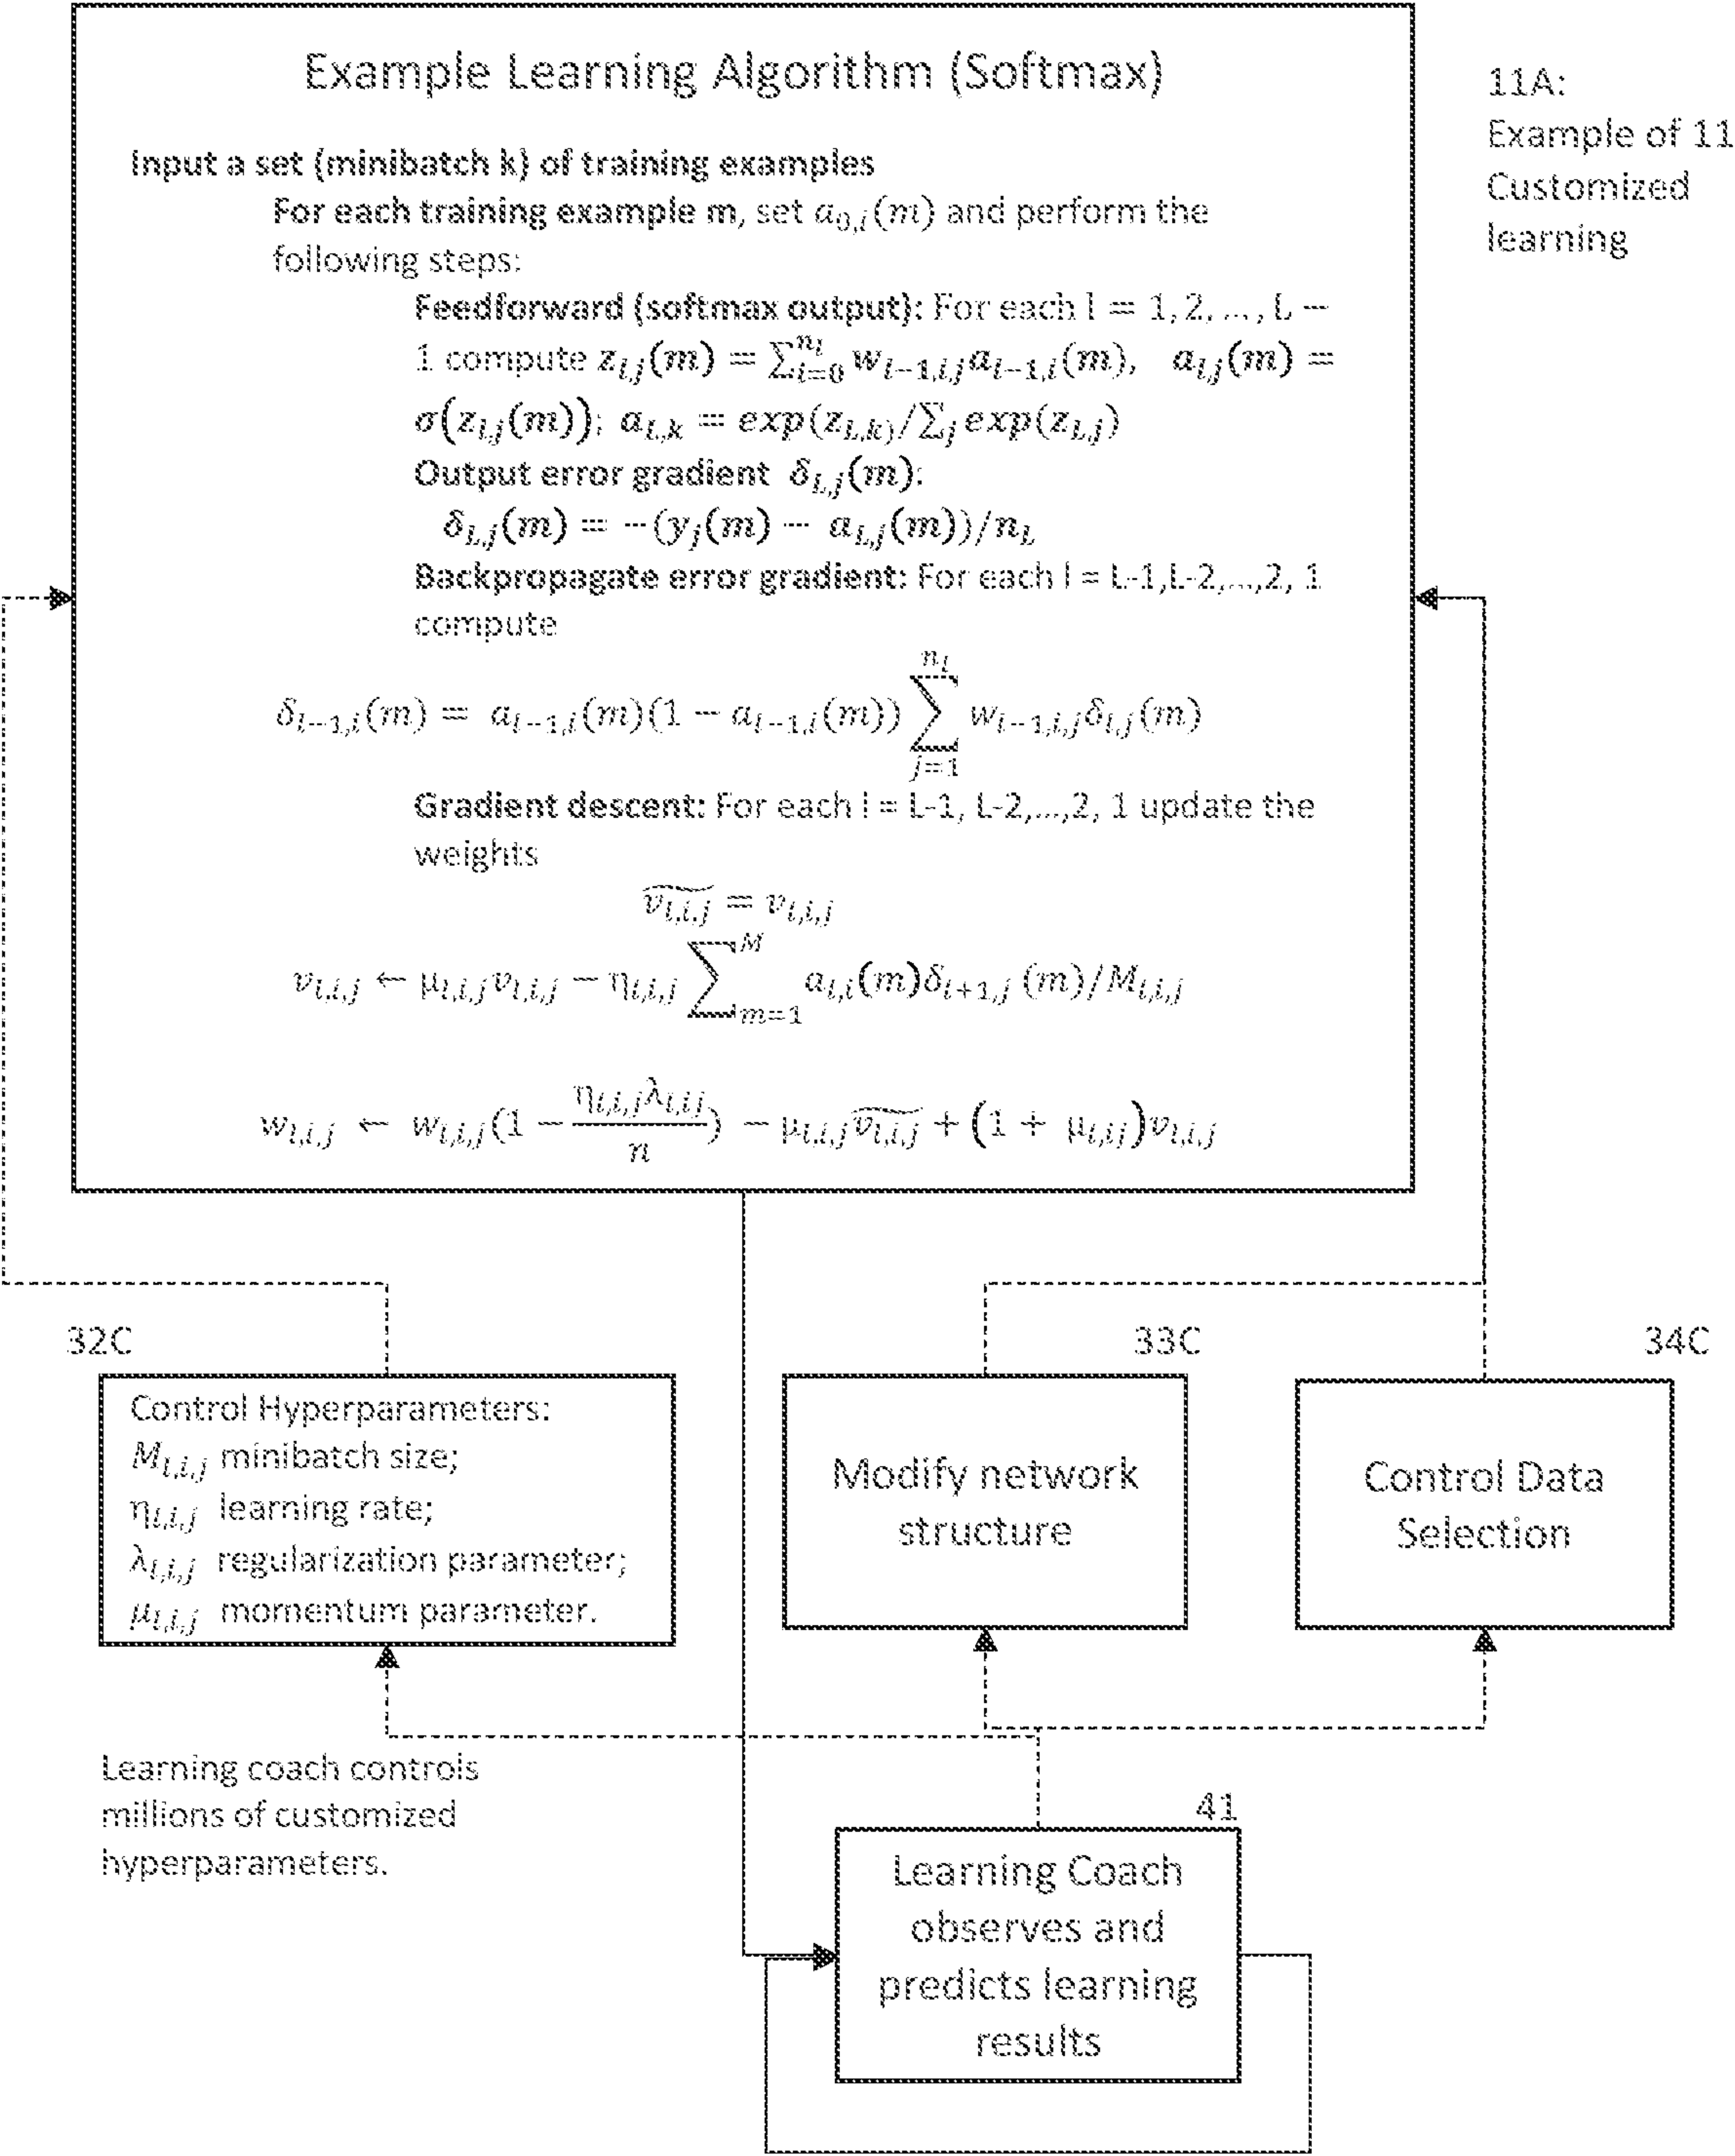 Example Learning Algorithm (Softmax)
11A:
Example of 11
Customized
learning
Input a set (minibatch k) of training examples
For each training example m, set a_{0,i}(m) and perform the
following steps:
Feedforward (softmax output): For each l = 1, 2, ... , L −
1 compute z_{l,j}(m) = ∑_{i=0}^{n_l} w_{l−1,i,j} a_{l−1,i}(m), a_{l,j}(m) =
σ(z_{l,j}(m)); a_{L,k} = exp(z_{L,k)}/∑_j exp(z_{L,j})
Output error gradient δ_{L,j}(m):
δ_{L,j}(m) = −(y_j(m) − a_{L,j}(m))/n_L
Backpropagate error gradient: For each l = L-1,L-2,...,2, 1
compute
δ_{l−1,i}(m) = a_{l−1,i}(m)(1 − a_{l−1,i}(m)) ∑_{j=1}^{n_l} w_{l−1,i,j} δ_{l,j}(m)
Gradient descent: For each l = L-1, L-2,...,2, 1 update the
weights
\widetilde{v_{l,i,j}} = v_{l,i,j}
v_{l,i,j} ← μ_{l,i,j} v_{l,i,j} − η_{l,i,j} ∑_{m=1}^{M} a_{l,i}(m) δ_{l+1,j} (m)/M_{l,i,j}
w_{l,i,j} ← w_{l,i,j}(1 − \frac{η_{l,i,j} λ_{l,i,j}}{n}) − μ_{l,i,j} \widetilde{v_{l,i,j}} + (1 + μ_{l,i,j}) v_{l,i,j}
32C
33C
34C
Control Hyperparameters:
M_{l,i,j} minibatch size;
η_{l,i,j} learning rate;
λ_{l,i,j} regularization parameter;
μ_{l,i,j} momentum parameter.
Modify network
structure
Control Data
Selection
Learning coach controls
millions of customized
hyperparameters.
41
Learning Coach
observes and
predicts learning
results